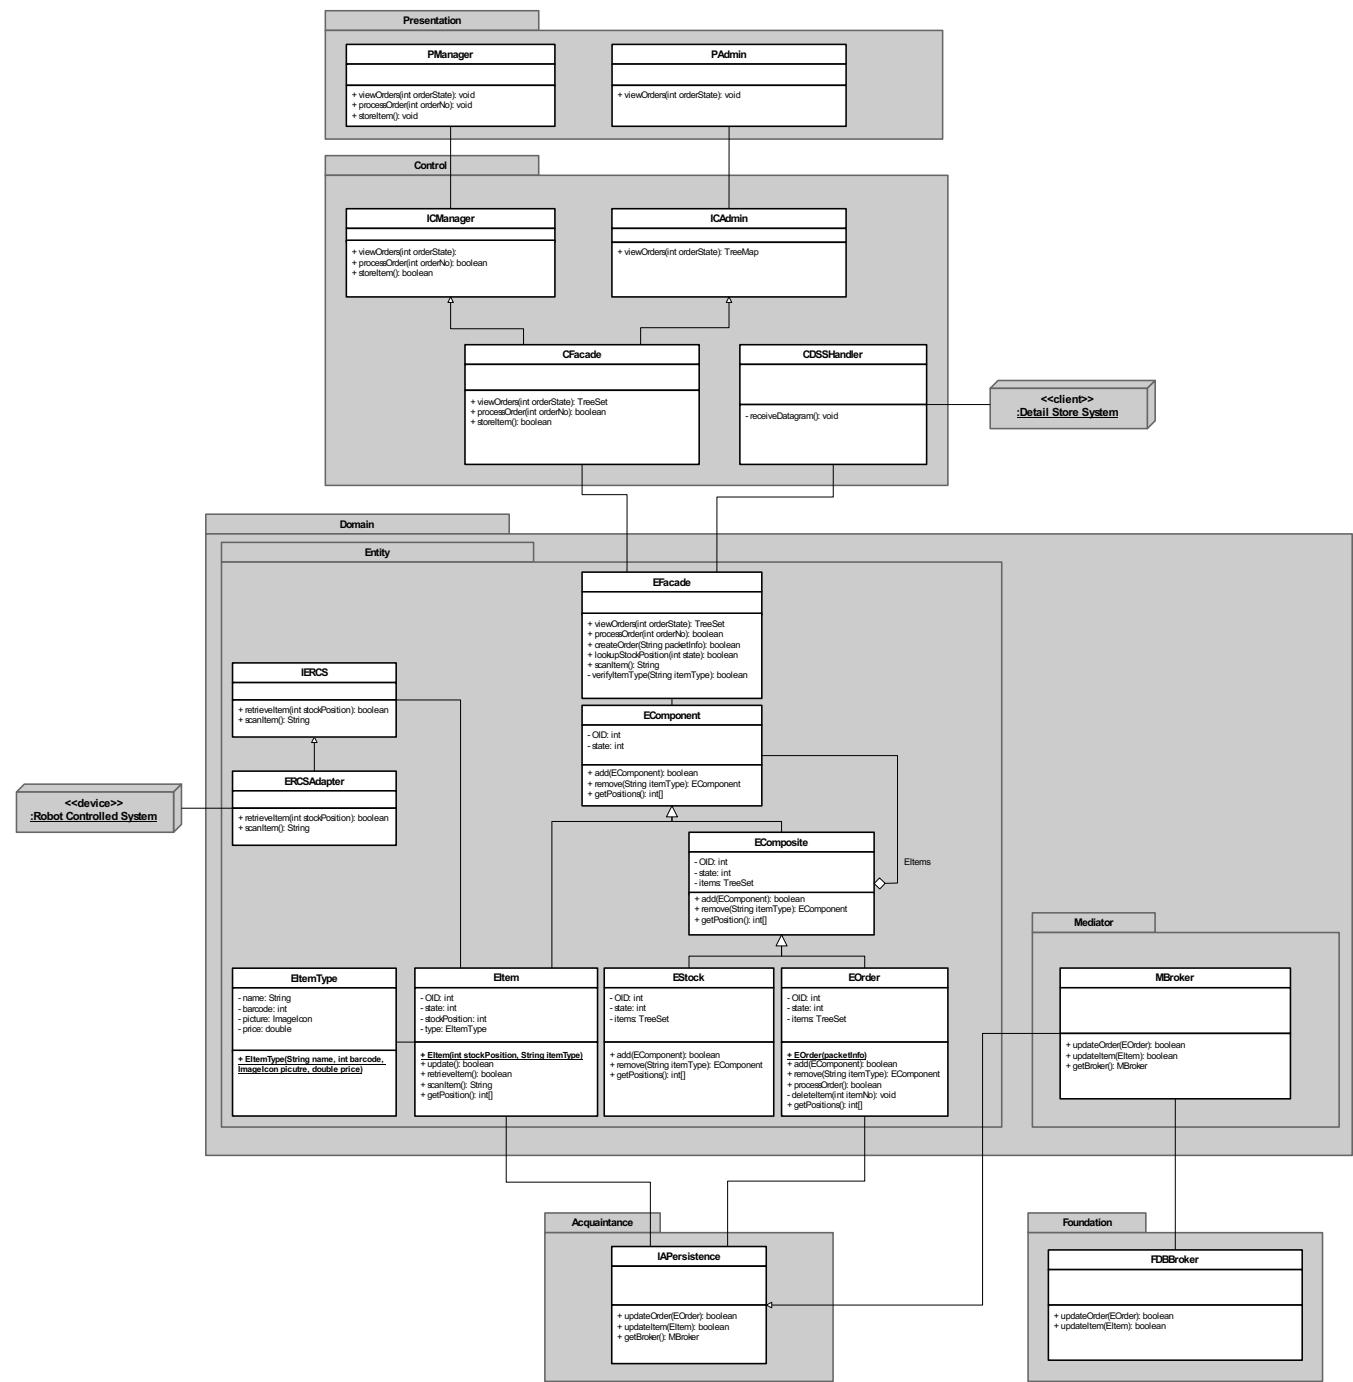 Presentation
PManager
+ viewOrders(int orderState): void
+ processOrder(int orderNo): void
+ storeItem(): void
PAdmin
+ viewOrders(int orderState): void
Control
ICManager
+ viewOrders(int orderState):
+ processOrder(int orderNo): boolean
+ storeItem(): boolean
ICAdmin
+ viewOrders(int orderState): TreeMap
CFacade
+ viewOrders(int orderState): TreeSet
+ processOrder(int orderNo): boolean
+ storeItem(): boolean
CDSSHandler
- receiveDatagram(): void
<<client>>
:Detail Store System
Domain
Entity
EFacade
+ viewOrders(int orderState): TreeSet
+ processOrder(int orderNo): boolean
+ createOrder(String packetInfo): boolean
+ lookupStockPosition(int state): boolean
+ scanItem(): String
- verifyItemType(String itemType): boolean
IERCS
+ retrieveItem(int stockPosition): boolean
+ scanItem(): String
EComponent
- OID: int
- state: int
+ add(EComponent): boolean
+ remove(String itemType): EComponent
+ getPositions(): int[]
ERCSAdapter
+ retrieveItem(int stockPosition): boolean
+ scanItem(): String
<<device>>
:Robot Controlled System
EComposite
- OID: int
- state: int
- items: TreeSet
+ add(EComponent): boolean
+ remove(String itemType): EComponent
+ getPosition(): int[]
EItems
Mediator
EItemType
- name: String
- barcode: int
- picture: ImageIcon
- price: double
+ EItemType(String name, int barcode,
ImageIcon picutre, double price)
EItem
- OID: int
- state: int
- stockPosition: int
- type: EItemType
+ EItem(int stockPosition, String itemType)
+ update(): boolean
+ retrieveItem(): boolean
+ scanItem(): String
+ getPosition(): int[]
EStock
- OID: int
- state: int
- items: TreeSet
+ add(EComponent): boolean
+ remove(String itemType): EComponent
+ getPositions(): int[]
EOrder
- OID: int
- state: int
- items: TreeSet
+ EOrder(packetInfo)
+ add(EComponent): boolean
+ remove(String itemType): EComponent
+ processOrder(): boolean
- deleteItem(int itemNo): void
+ getPositions(): int[]
MBroker
+ updateOrder(EOrder): boolean
+ updateItem(EItem): boolean
+ getBroker(): MBroker
Acquaintance
IAPersistence
+ updateOrder(EOrder): boolean
+ updateItem(EItem): boolean
+ getBroker(): MBroker
Foundation
FDBBroker
+ updateOrder(EOrder): boolean
+ updateItem(EItem): boolean